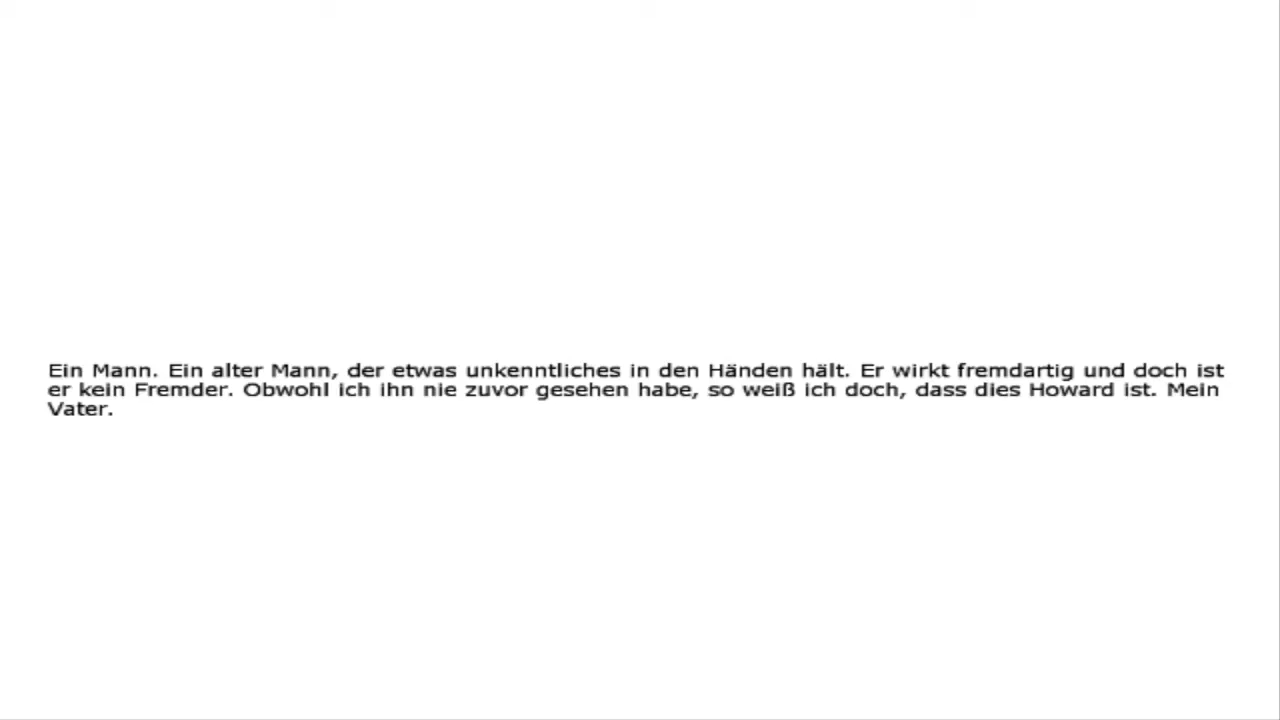 Ein Mann. Ein alter Mann, der etwas unkenntliches in den Händen hält. Er wirkt fremdartig und doch ist
er kein Fremder. Obwohl ich ihn nie zuvor gesehen habe, so weiß ich doch, dass dies Howard ist. Mein
Vater.